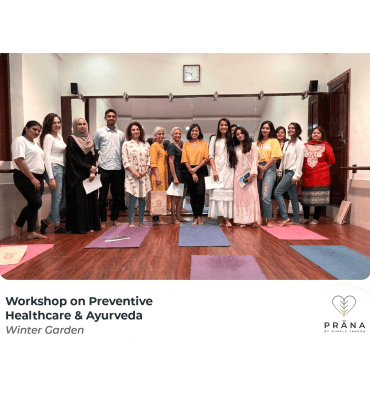 Workshop on Preventive
Healthcare & Ayurveda
Winter Garden
PRĀNA
BY DIMPLE JANGDA